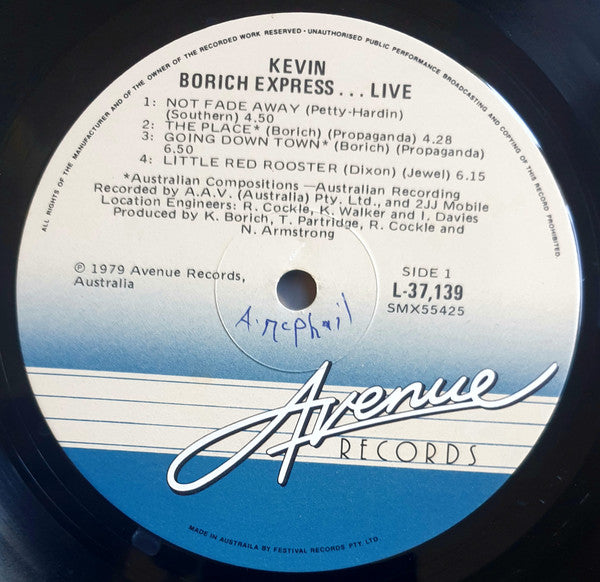 ALL RIGHTS OF THE MANUFACTURER AND OF THE OWNER OF THE RECORDED WORK RESERVED · UNAUTHORISED PUBLIC PERFORMANCE BROADCASTING AND COPYING OF THIS RECORD PROHIBITED.
KEVIN
BORICH EXPRESS... LIVE
1: NOT FADE AWAY (Petty-Hardin)
(Southern) 4.50
2: THE PLACE* (Borich) (Propaganda) 4.28
3: GOING DOWN TOWN* (Borich) (Propaganda)
6.50
4: LITTLE RED ROOSTER (Dixon) (Jewel) 6.15
*Australian Compositions —Australian Recording
Recorded by A.A.V. (Australia) Pty. Ltd., and 2JJ Mobile
Location Engineers: R. Cockle, K. Walker and I. Davies
Produced by K. Borich, T. Partridge, R. Cockle and
N. Armstrong
℗ 1979 Avenue Records,
Australia
SIDE 1
L-37,139
SMX55425
A. McPhail
Avenue
RECORDS
MADE IN AUSTRAILA BY FESTIVAL RECORDS PTY. LTD.